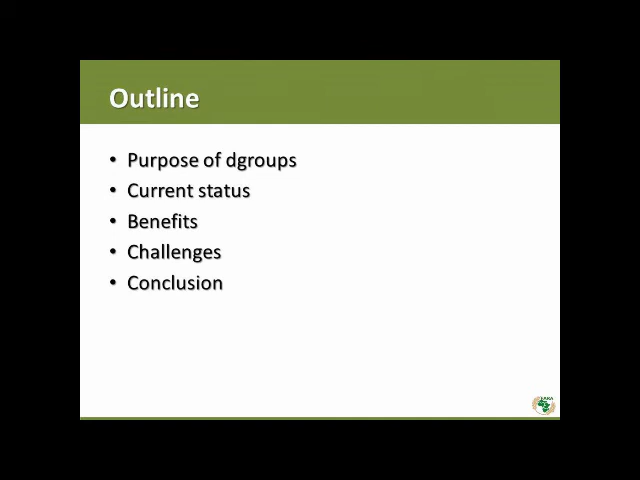 Outline
• Purpose of dgroups
• Current status
• Benefits
• Challenges
• Conclusion